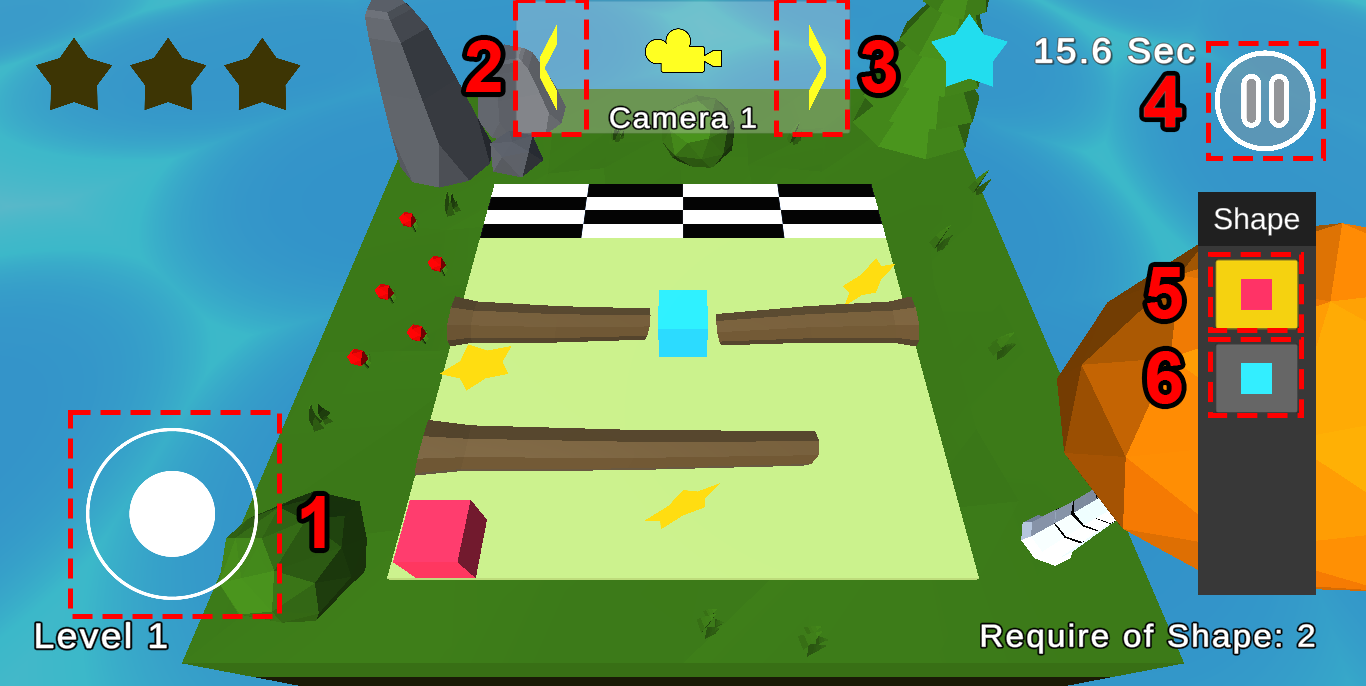 2
3
15.6 Sec
4
Camera 1
Shape
5
6
1
Level 1
Require of Shape: 2